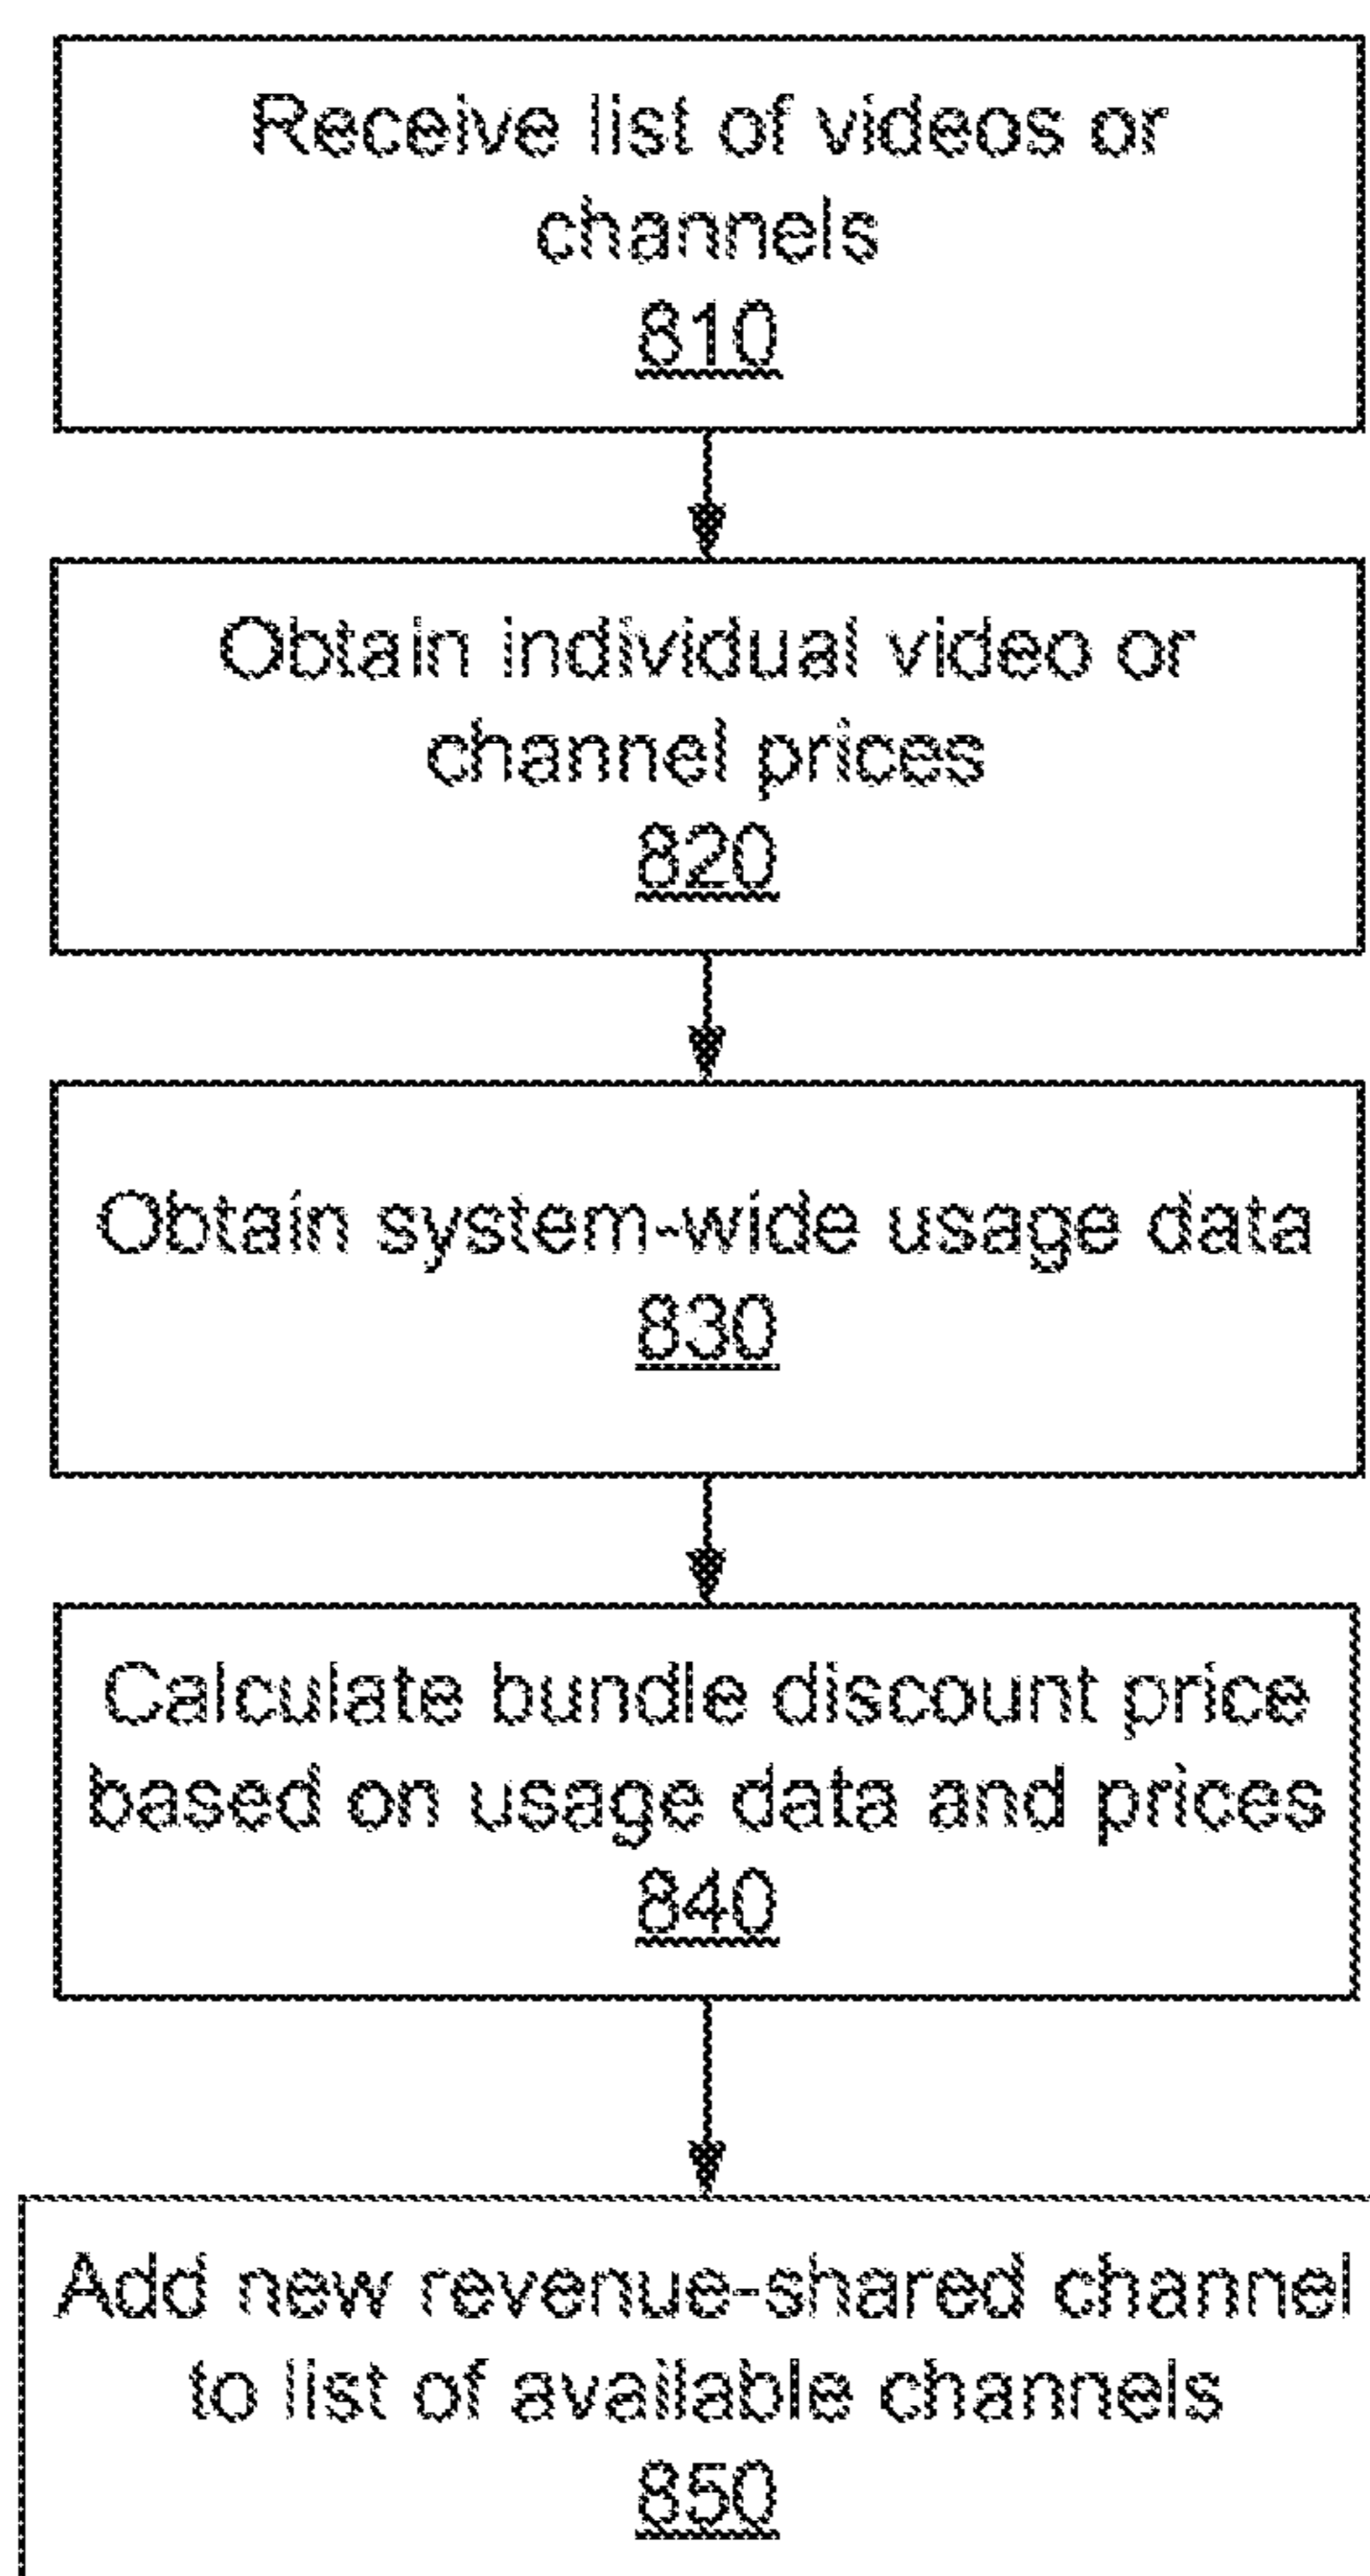 Receive list of videos or
channels
810
Obtain individual video or
channel prices
820
Obtain system-wide usage data
830
Calculate bundle discount price
based on usage data and prices
840
Add new revenue-shared channel
to list of available channels
850